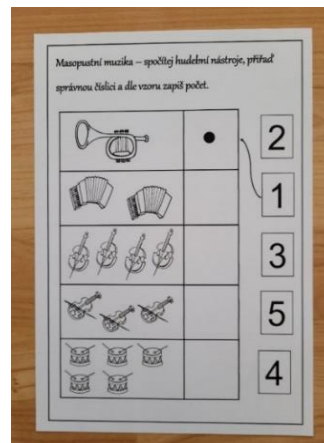 Masopustní muzika – spočítej hudební nástroje, přiřaď
správnou číslici a dle vzoru zapiš počet.
2
1
3
5
4